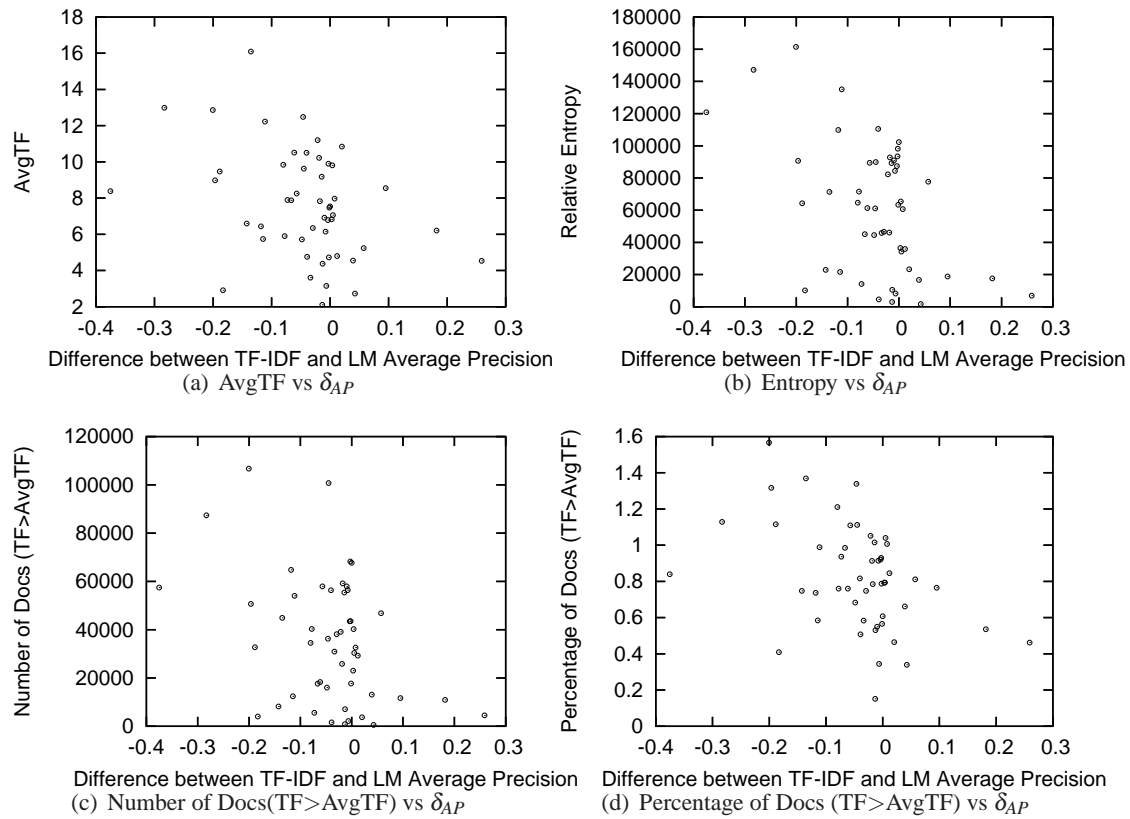 AvgTF
18
16
14
12
10
8
6
4
2
-0.4 -0.3 -0.2 -0.1 0 0.1 0.2 0.3
Difference between TF-IDF and LM Average Precision
(a) AvgTF vs δAP
Relative Entropy
180000
160000
140000
120000
100000
80000
60000
40000
20000
0
-0.4 -0.3 -0.2 -0.1 0 0.1 0.2 0.3
Difference between TF-IDF and LM Average Precision
(b) Entropy vs δAP
Number of Docs (TF>AvgTF)
120000
100000
80000
60000
40000
20000
0
-0.4 -0.3 -0.2 -0.1 0 0.1 0.2 0.3
Difference between TF-IDF and LM Average Precision
(c) Number of Docs(TF>AvgTF) vs δAP
Percentage of Docs (TF>AvgTF)
1.6
1.4
1.2
1
0.8
0.6
0.4
0.2
0
-0.4 -0.3 -0.2 -0.1 0 0.1 0.2 0.3
Difference between TF-IDF and LM Average Precision
(d) Percentage of Docs (TF>AvgTF) vs δAP